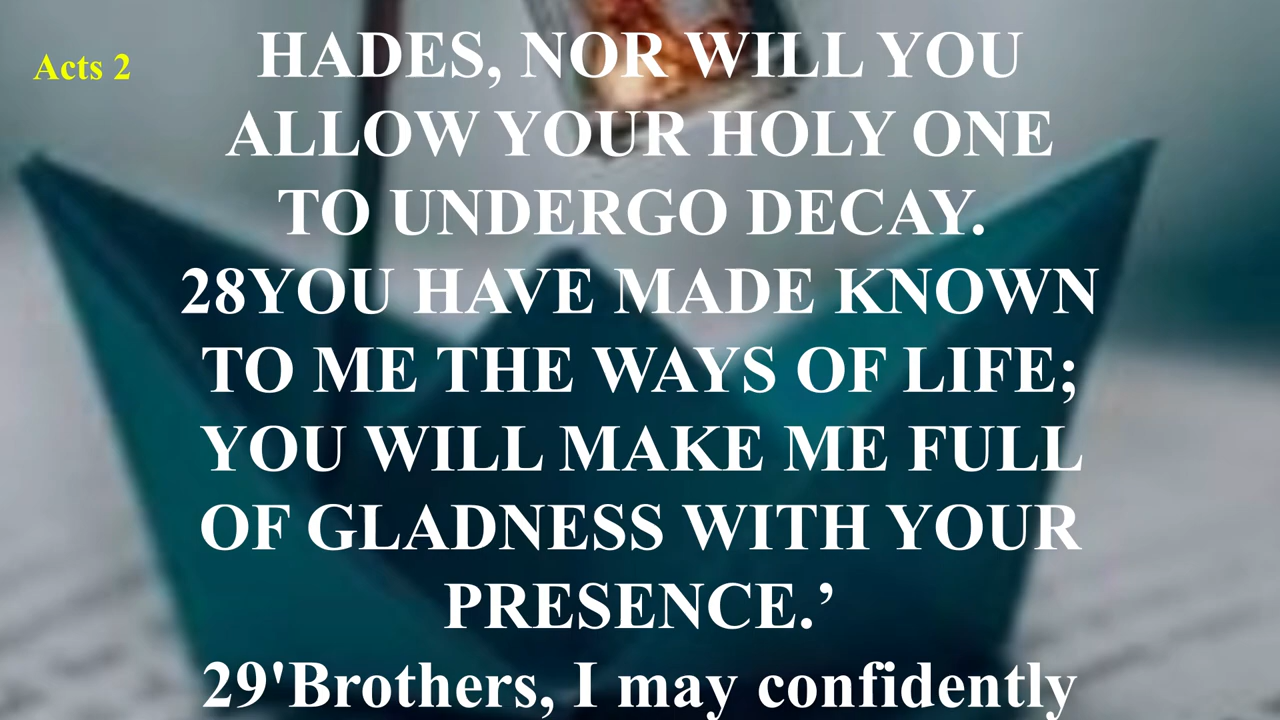 Acts 2
HADES, NOR WILL YOU
ALLOW YOUR HOLY ONE
TO UNDERGO DECAY.
28YOU HAVE MADE KNOWN
TO ME THE WAYS OF LIFE;
YOU WILL MAKE ME FULL
OF GLADNESS WITH YOUR
PRESENCE.’
29'Brothers, I may confidently